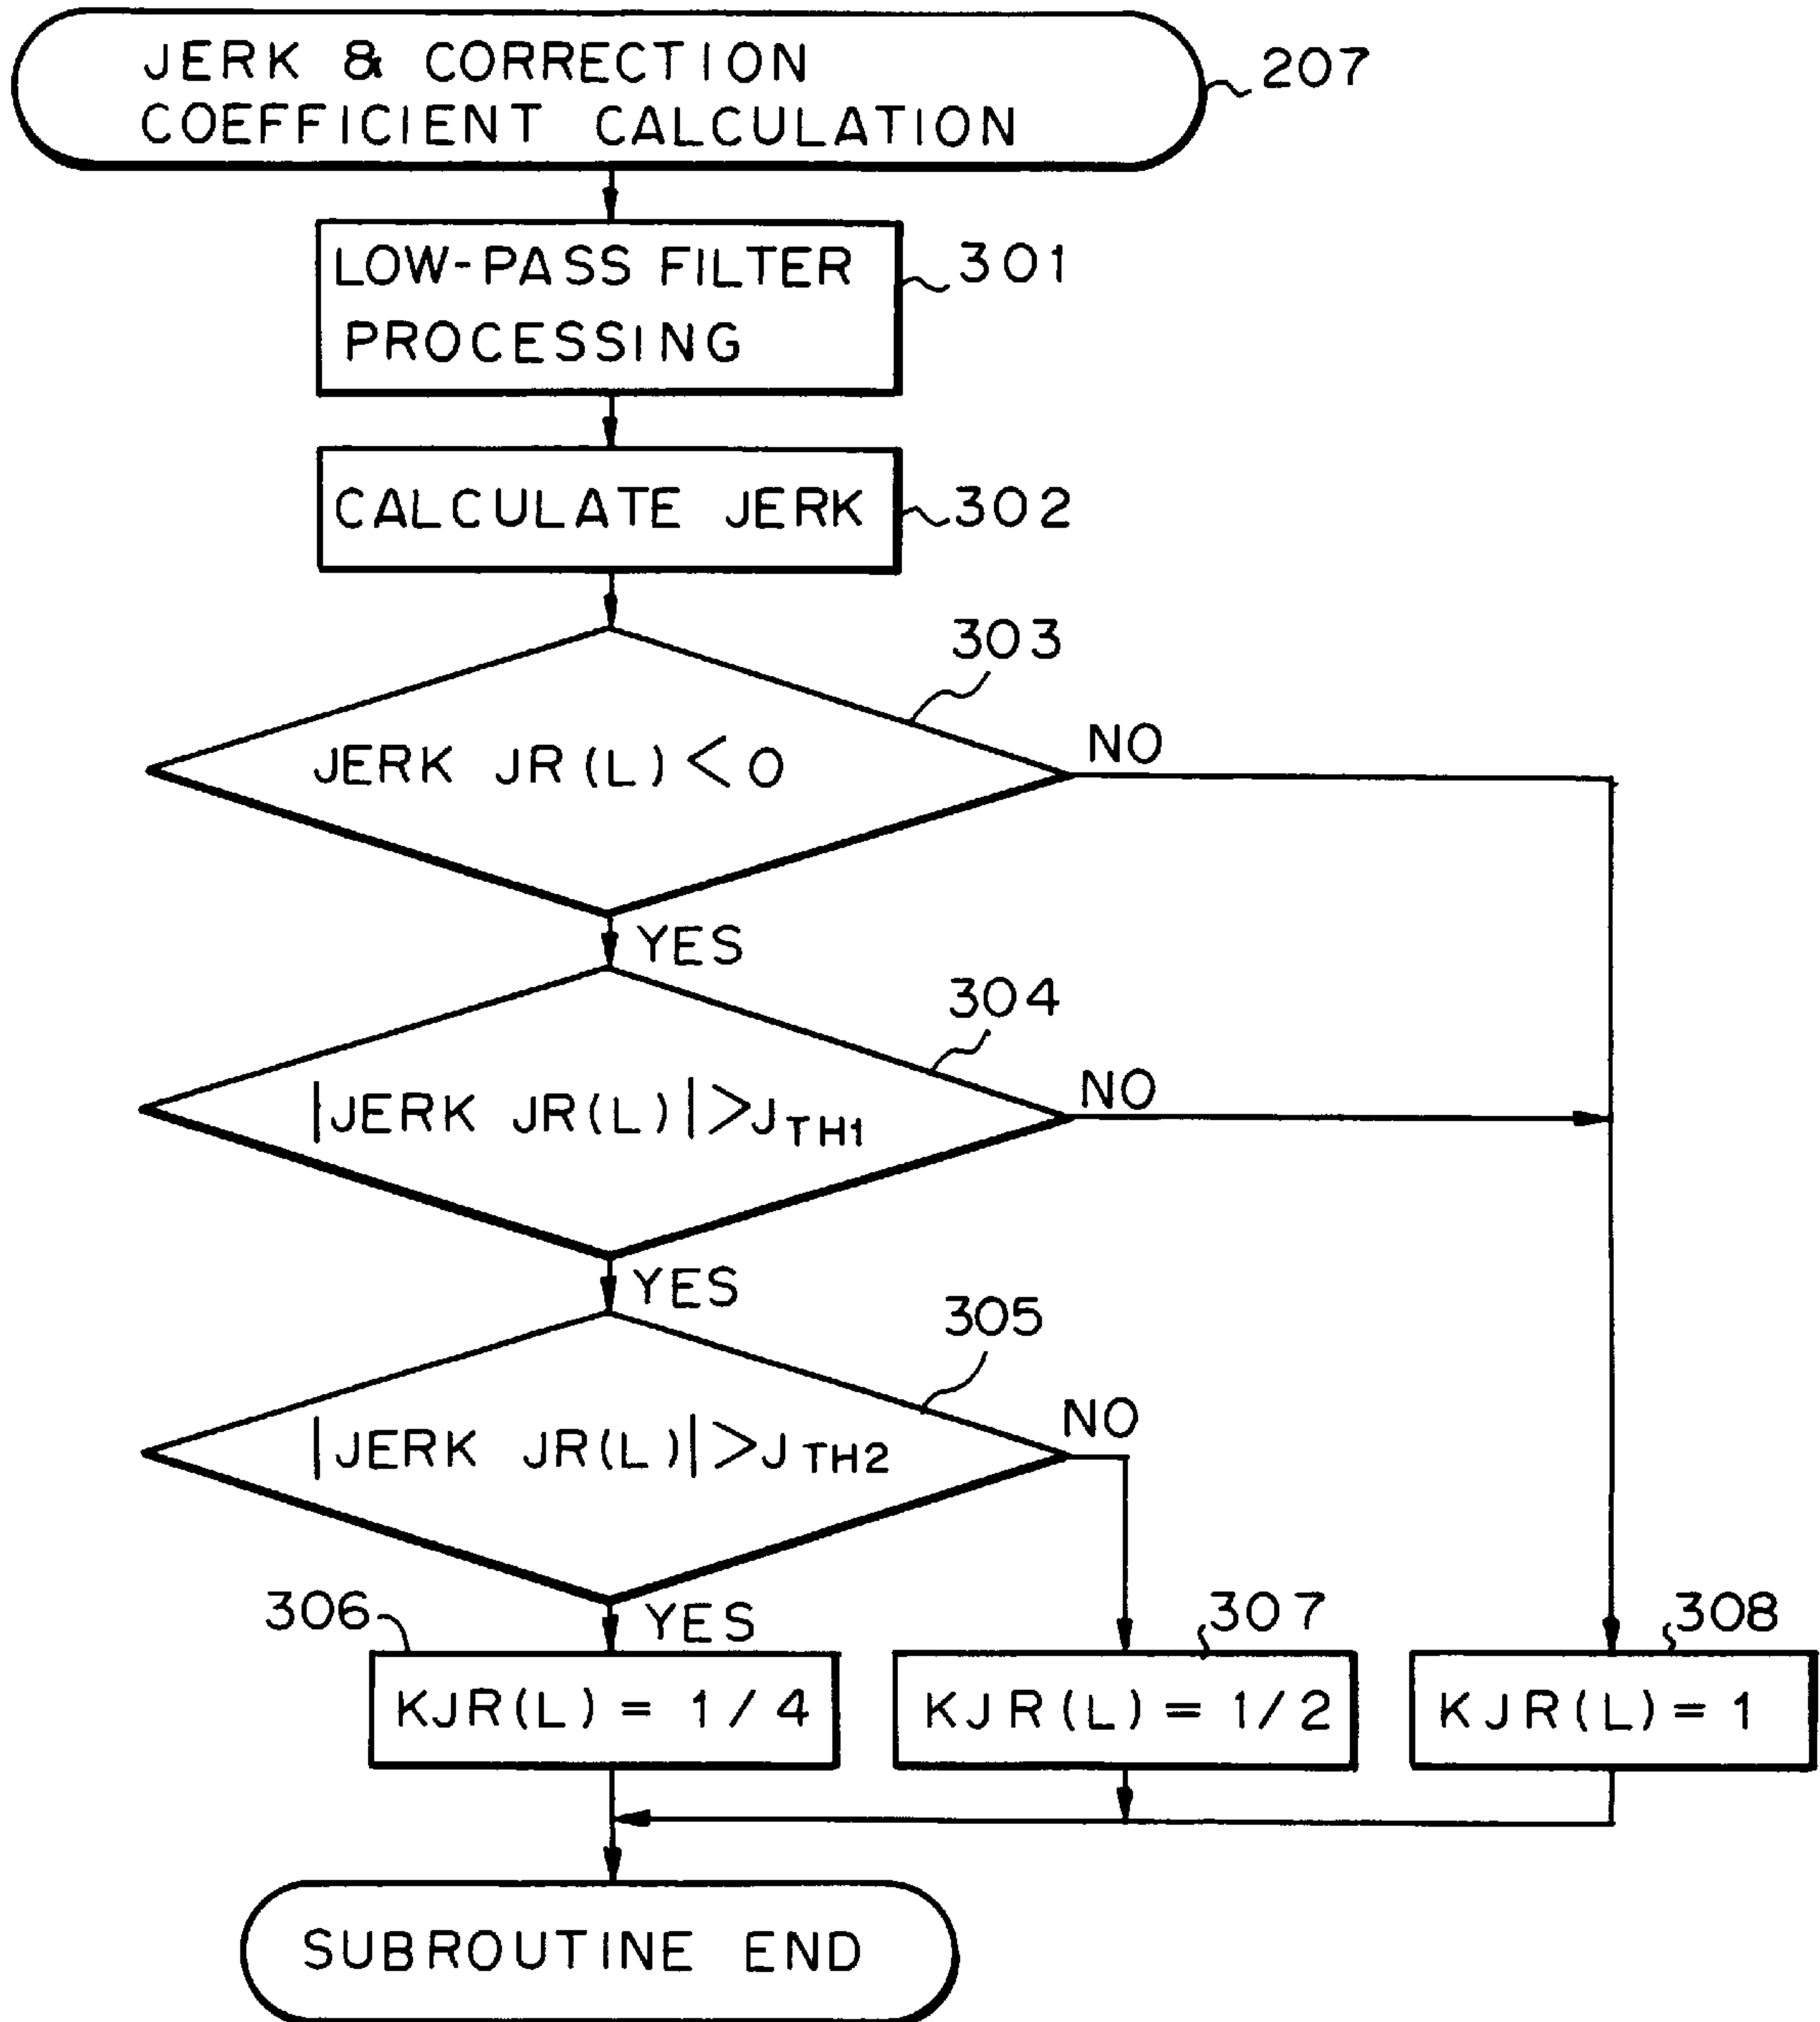 JERK & CORRECTION
COEFFICIENT CALCULATION
207
LOW-PASS FILTER
PROCESSING
301
CALCULATE JERK
302
303
JERK JR(L)<0
NO
YES
304
|JERK JR(L)|>JTH1
NO
YES
305
|JERK JR(L)|>JTH2
NO
YES
306
KJR(L) = 1/4
307
KJR(L) = 1/2
308
KJR(L) = 1
SUBROUTINE END